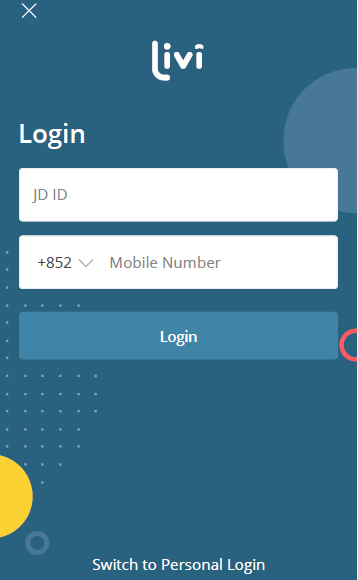 livi
Login
JD ID
+852 Mobile Number
Login
Switch to Personal Login